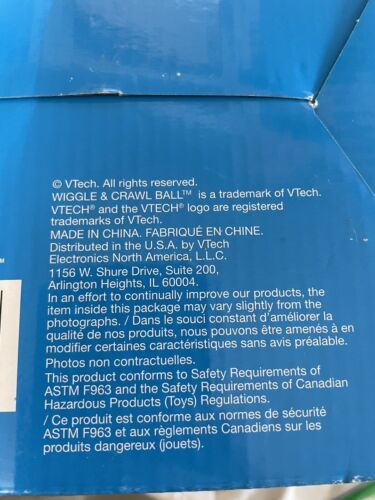 © VTech. All rights reserved.
WIGGLE & CRAWL BALL™ is a trademark of VTech.
VTECH® and the VTECH® logo are registered
trademarks of VTech.
MADE IN CHINA. FABRIQUÉ EN CHINE.
Distributed in the U.S.A. by VTech
Electronics North America, L.L.C.
1156 W. Shure Drive, Suite 200,
Arlington Heights, IL 60004.
In an effort to continually improve our products, the
item inside this package may vary slightly from the
photographs. / Dans le souci constant d'améliorer la
qualité de nos produits, nous pouvons être amenés à en
modifier certaines caractéristiques sans avis préalable.
Photos non contractuelles.
This product conforms to Safety Requirements of
ASTM F963 and the Safety Requirements of Canadian
Hazardous Products (Toys) Regulations.
/ Ce produit est conforme aux normes de sécurité
ASTM F963 et aux règlements Canadiens sur les
produits dangereux (jouets).
TM